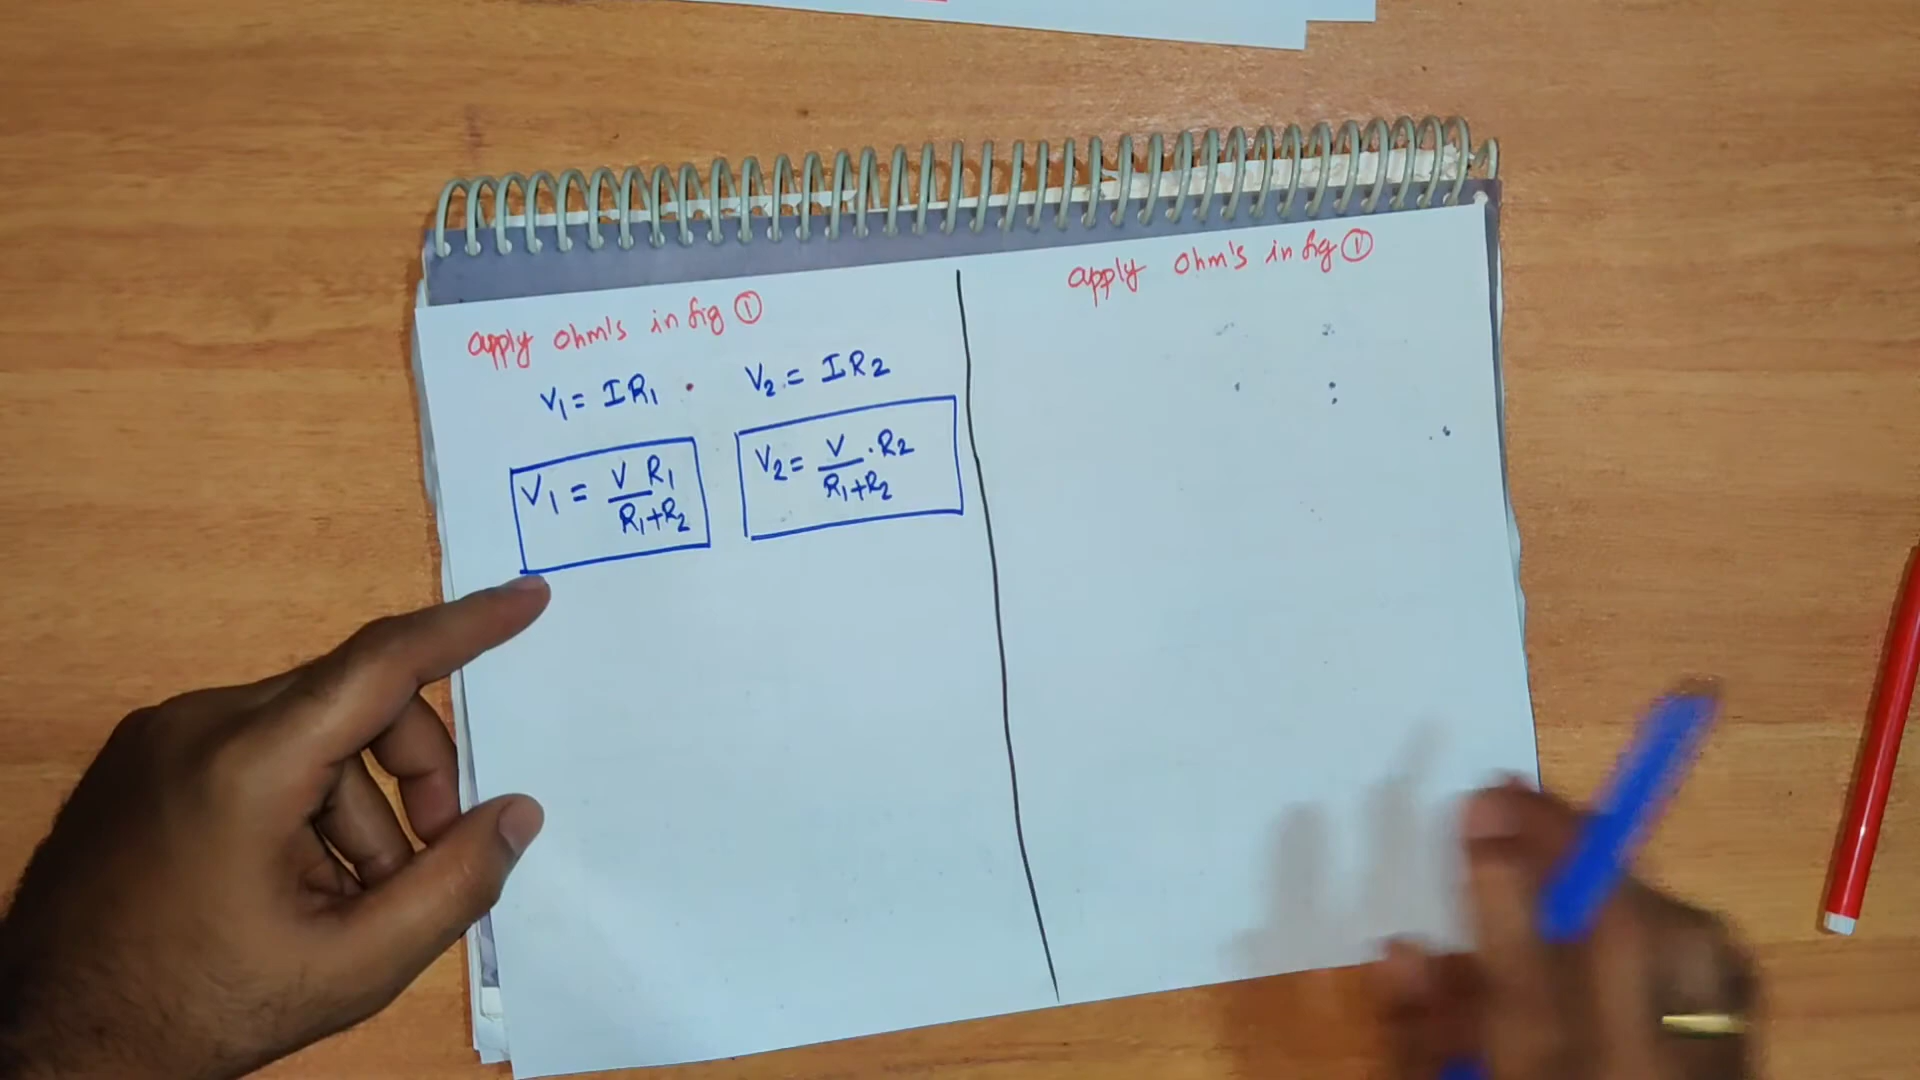 apply ohm's in fig ①
V₁ = IR₁
V₂ = IR₂
V₁ = V R₁ / R₁+R₂
V₂ = V / R₁+R₂ · R₂
apply ohm's in fig ①